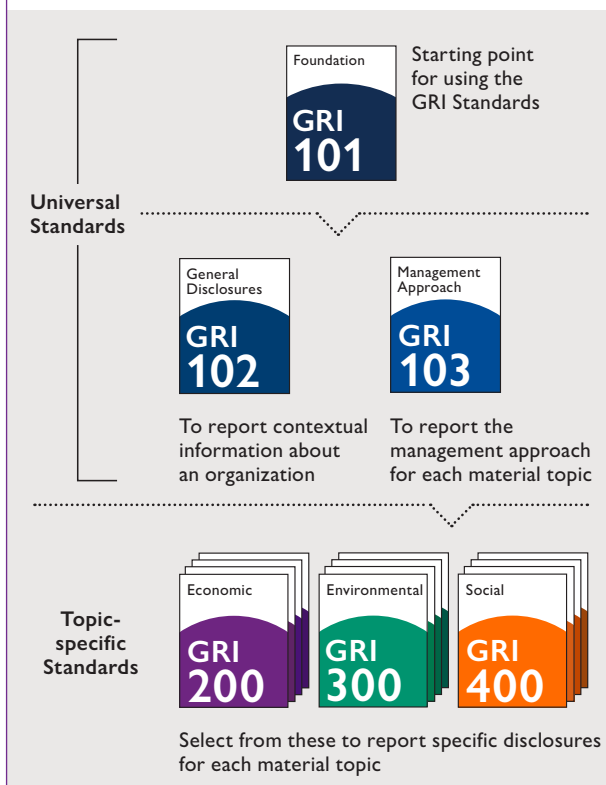 Foundation
GRI
101
Starting point
for using the
GRI Standards
Universal
Standards
General
Disclosures
GRI
102
Management
Approach
GRI
103
To report contextual
information about
an organization
To report the
management approach
for each material topic
Topic-
specific
Standards
Economic
GRI
200
Environmental
GRI
300
Social
GRI
400
Select from these to report specific disclosures
for each material topic